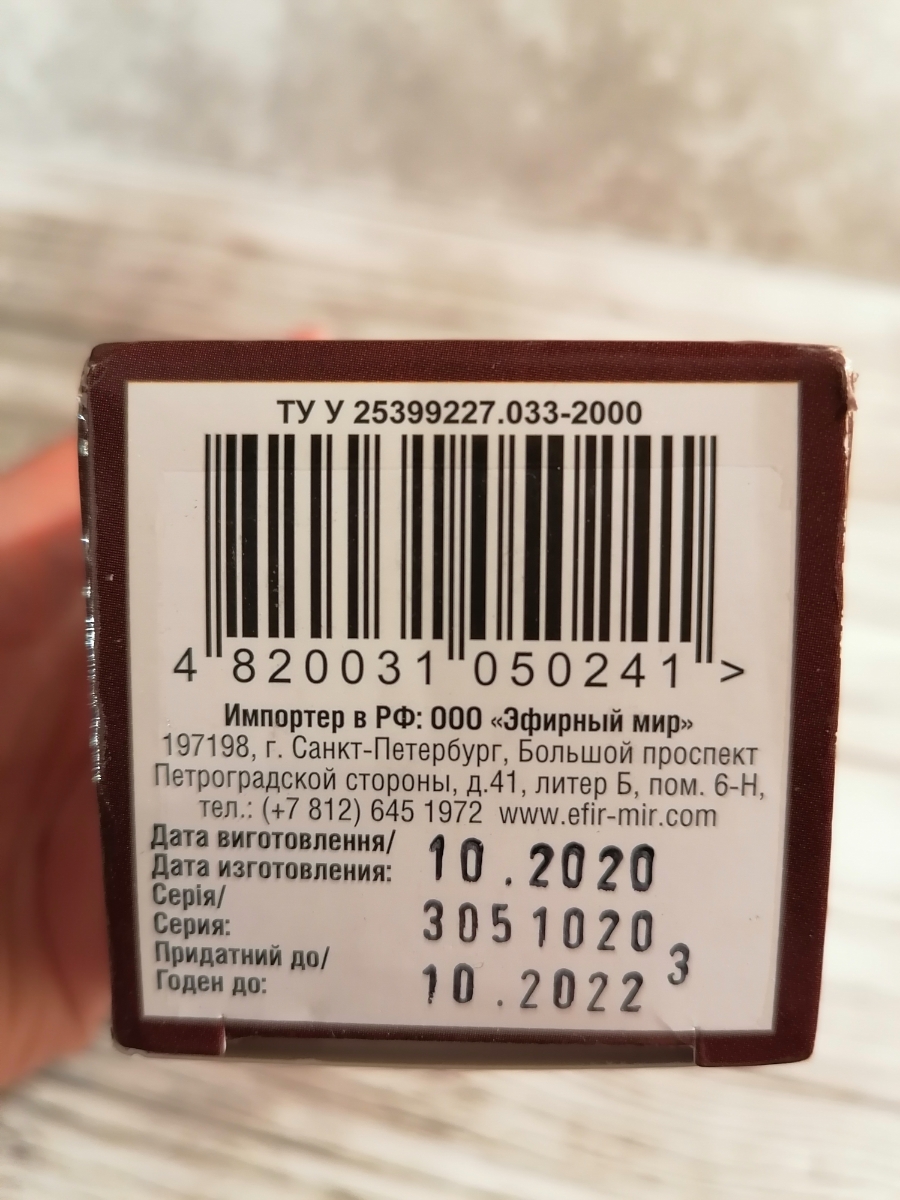 ТУ У 25399227.033-2000
4 820031 050241 >
Импортер в РФ: ООО «Эфирный мир»
197198, г. Санкт-Петербург, Большой проспект
Петроградской стороны, д.41, литер Б, пом. 6-Н,
тел.: (+7 812) 645 1972 www.efir-mir.com
Дата виготовлення/
Дата изготовления: 10.2020
Серія/
Серия: 3051020
Придатний до/ 3
Годен до: 10.2022